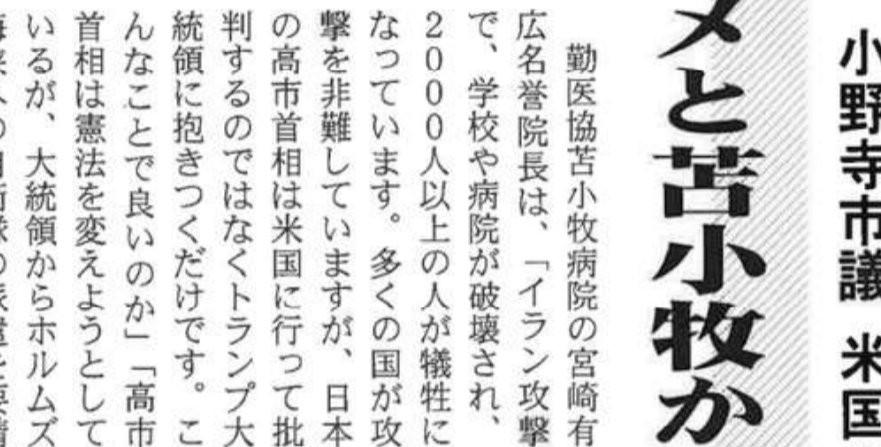 小野寺市議 米国
メと苫小牧か
勤医協苫小牧病院の宮崎有
広名誉院長は、「イラン攻撃
で、学校や病院が破壊され、
2000人以上の人が犠牲に
なっています。多くの国が攻
撃を非難していますが、日本
の高市首相は米国に行って批
判するのではなくトランプ大
統領に抱きつくだけです。こ
んなことで良いのか」「高市
首相は憲法を変えようとして
いるが、大統領からホルムズ